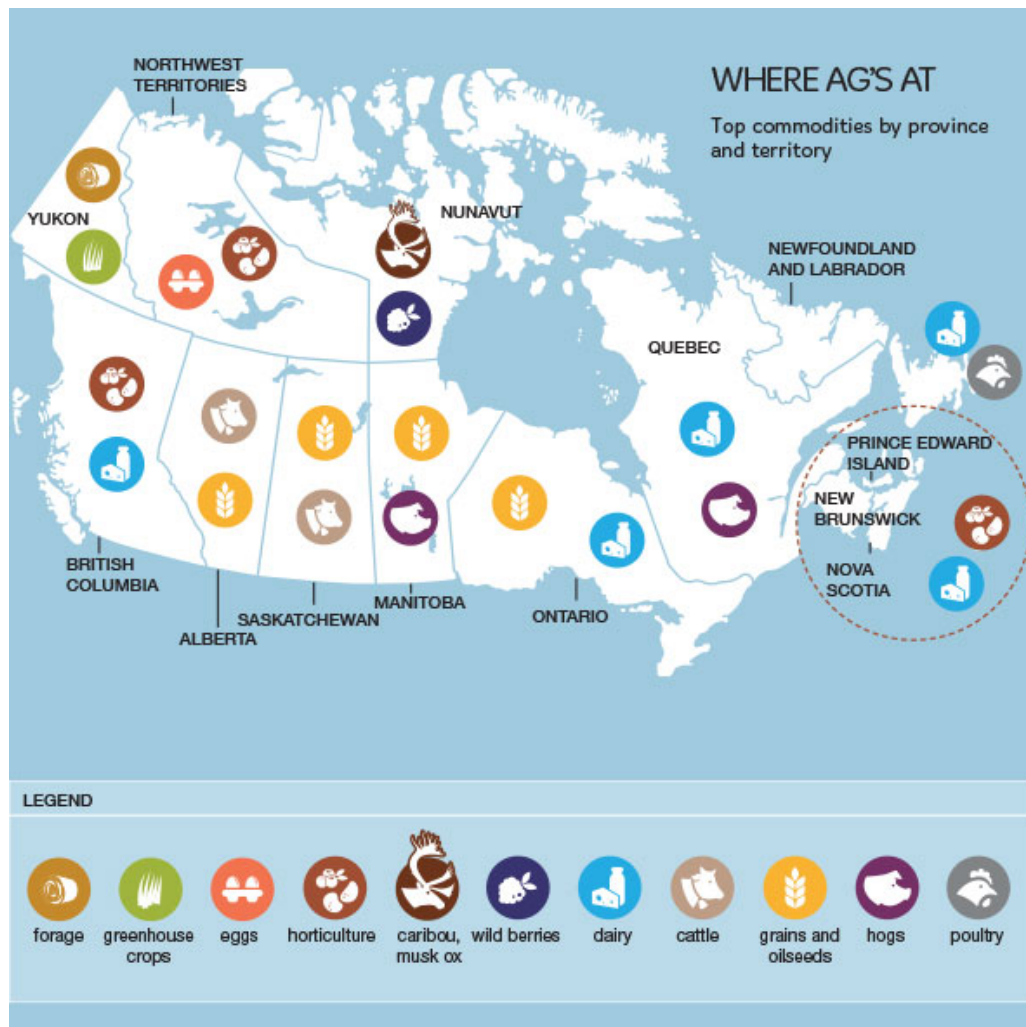 WHERE AG'S AT
Top commodities by province
and territory
NORTHWEST
TERRITORIES
YUKON
NUNAVUT
NEWFOUNDLAND
AND LABRADOR
QUEBEC
PRINCE EDWARD
ISLAND
NEW
BRUNSWICK
NOVA
SCOTIA
BRITISH
COLUMBIA
ALBERTA
SASKATCHEWAN
MANITOBA
ONTARIO
LEGEND
forage
greenhouse
crops
eggs
horticulture
caribou,
musk ox
wild berries
dairy
cattle
grains and
oilseeds
hogs
poultry